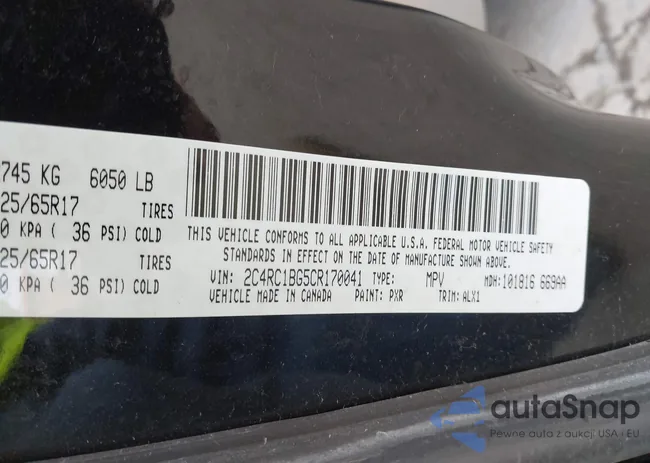 745 KG 6050 LB
25/65R17 TIRES
0 KPA ( 36 PSI) COLD
25/65R17 TIRES
0 KPA ( 36 PSI) COLD
THIS VEHICLE CONFORMS TO ALL APPLICABLE U.S.A. FEDERAL MOTOR VEHICLE SAFETY
STANDARDS IN EFFECT ON THE DATE OF MANUFACTURE SHOWN ABOVE.
VIN: 2C4RC1BG5CR170041 TYPE: MPV MDH: 101816 669AA
VEHICLE MADE IN CANADA PAINT: PXR TRIM: ALX1
autaSnap
Pewne auta z aukcji USA i EU